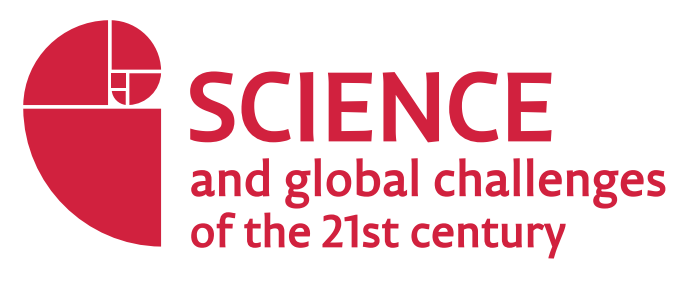 SCIENCE
and global challenges
of the 21st century